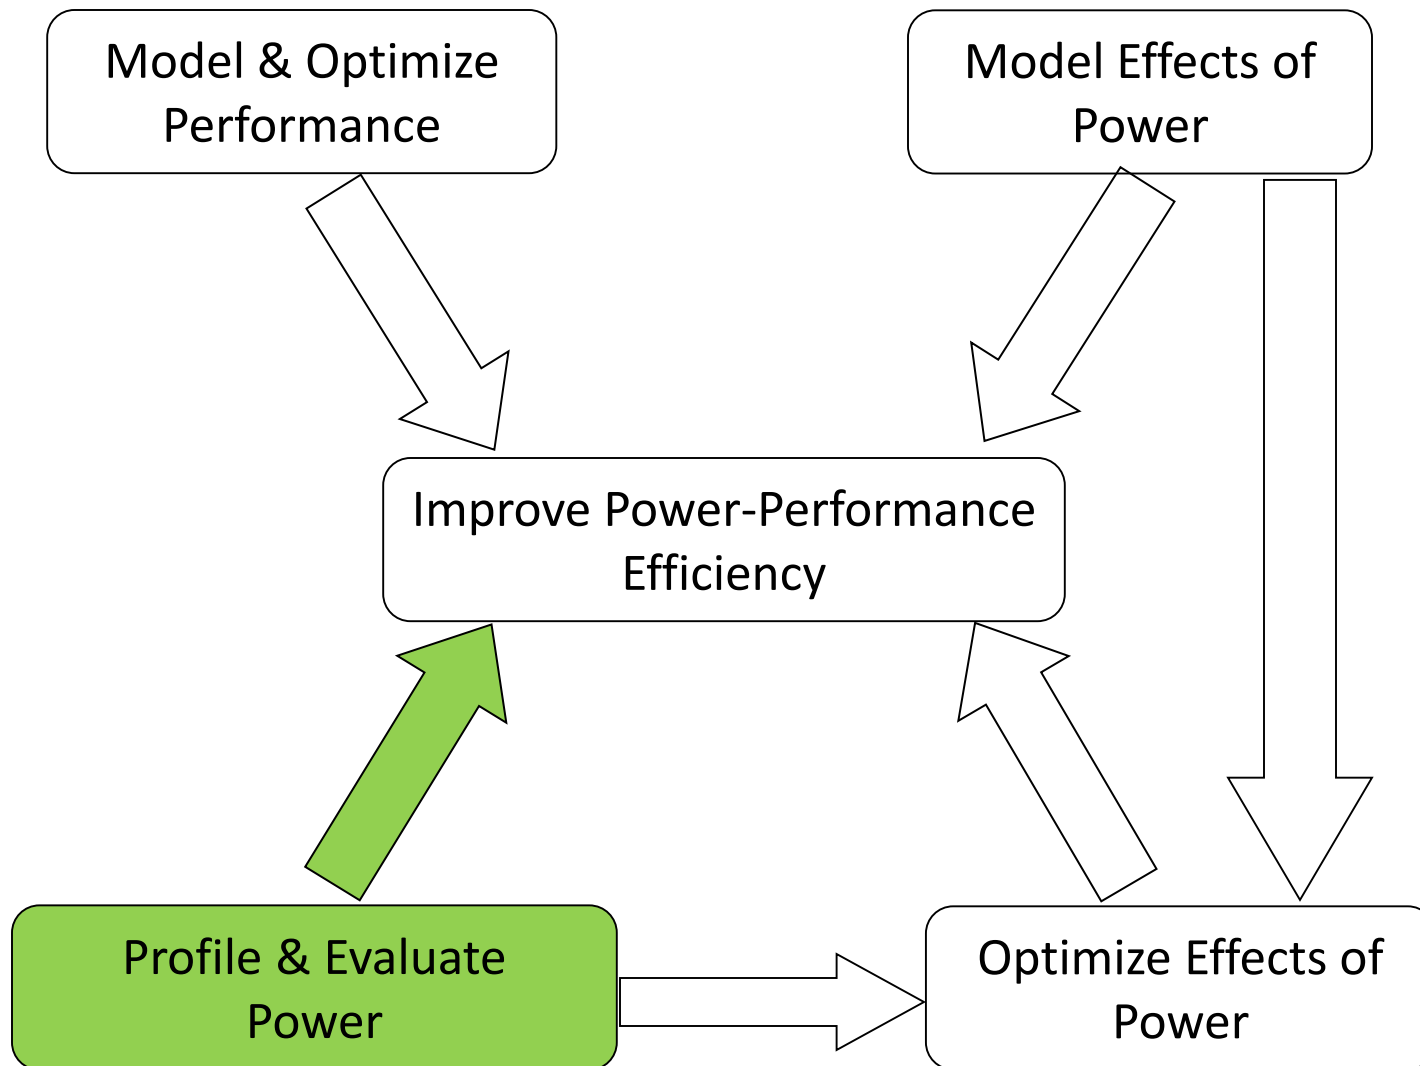 Model & Optimize
Performance
Model Effects of
Power
Improve Power-Performance
Efficiency
Profile & Evaluate
Power
Optimize Effects of
Power